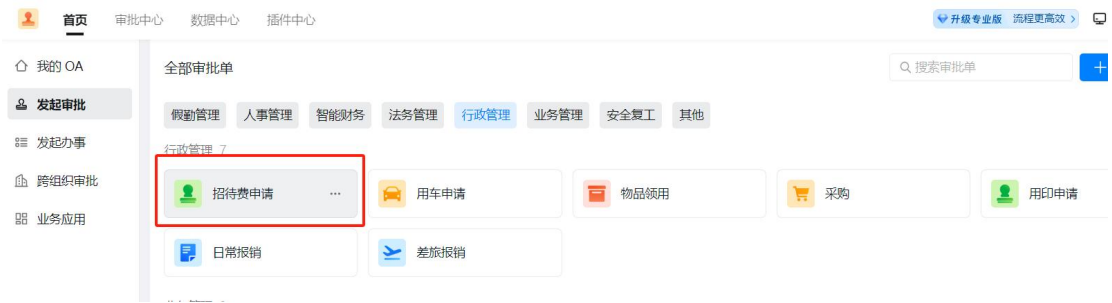 首页 审批中心 数据中心 插件中心 升级专业版 流程更高效 >
我的 OA
全部审批单 搜索审批单 +
发起审批
假勤管理 人事管理 智能财务 法务管理 行政管理 业务管理 安全复工 其他
发起办事
行政管理 7
跨组织审批
招待费申请 ... 用车申请 物品领用 采购 用印申请
业务应用
日常报销 差旅报销